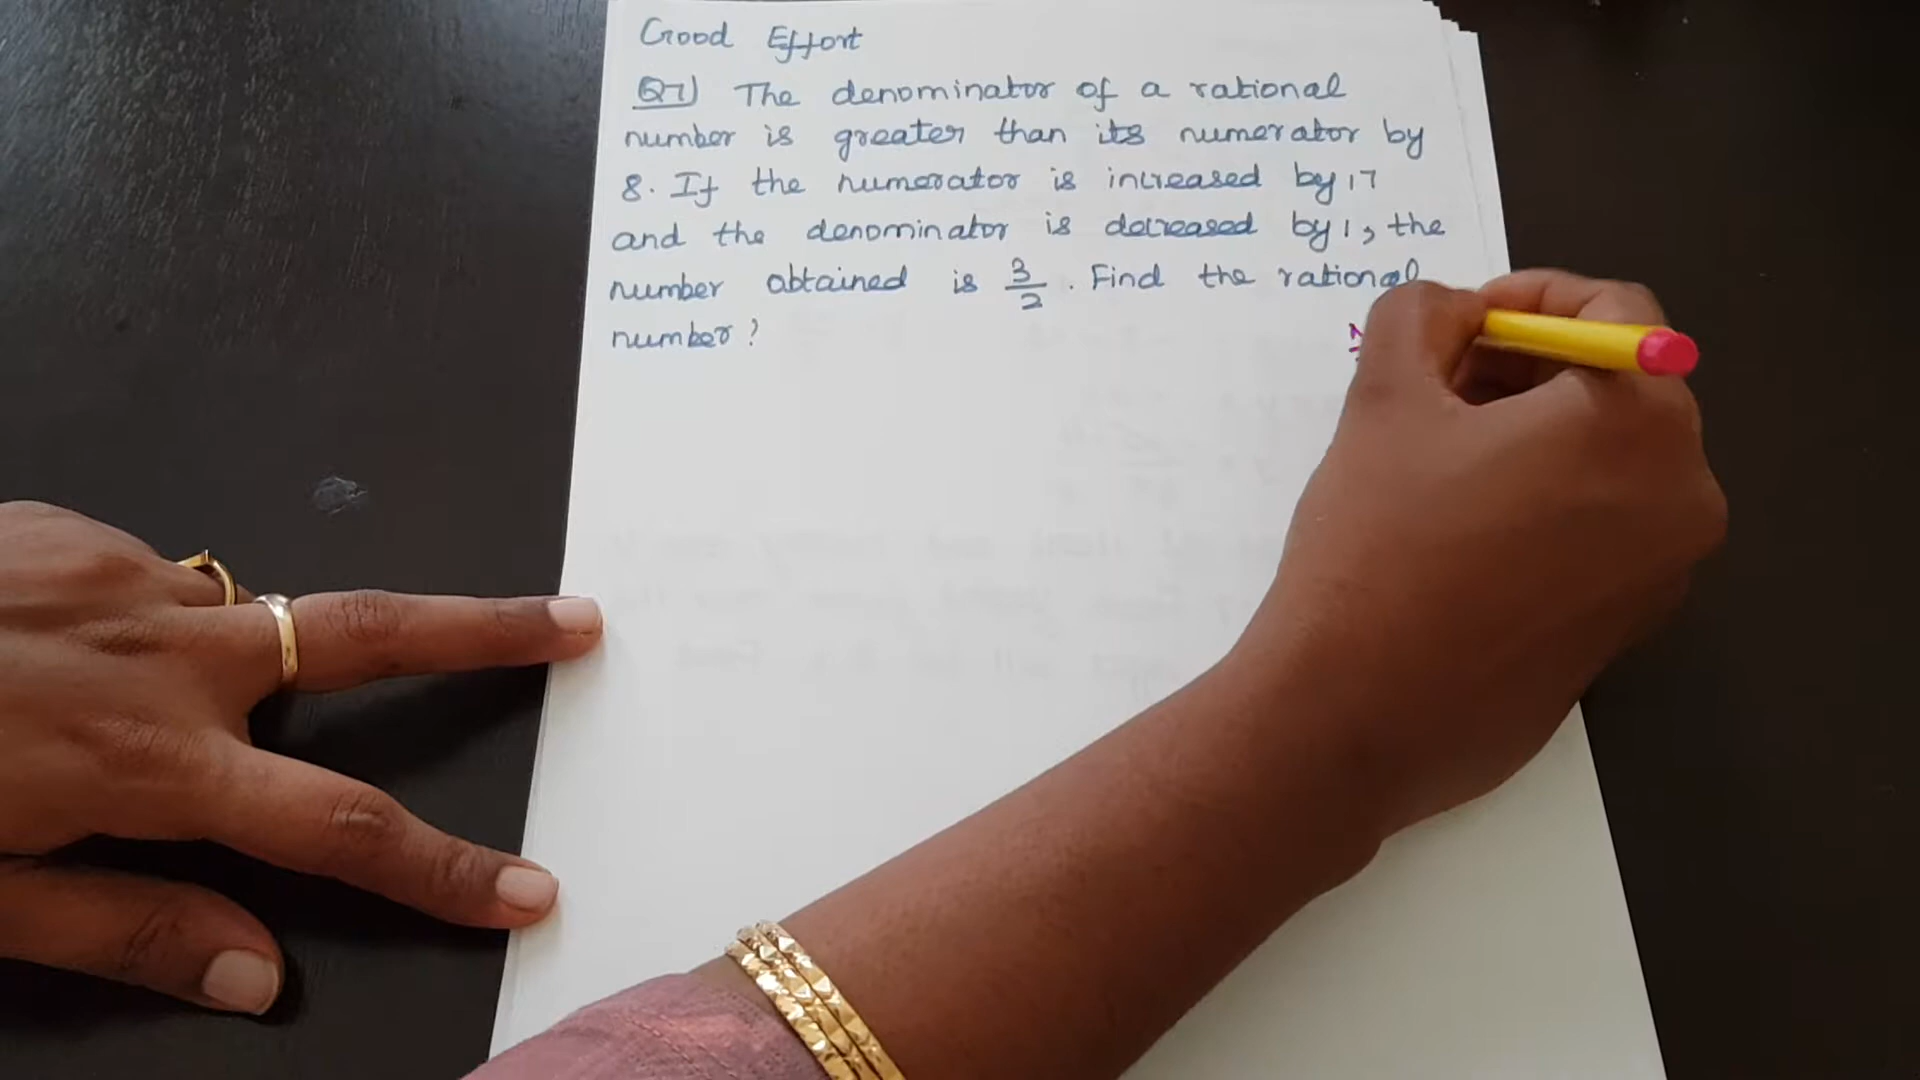 Good Effort
Q7) The denominator of a rational
number is greater than its numerator by
8. If the numerator is increased by 17
and the denominator is decreased by 1, the
number obtained is 3/2. Find the rational
number?